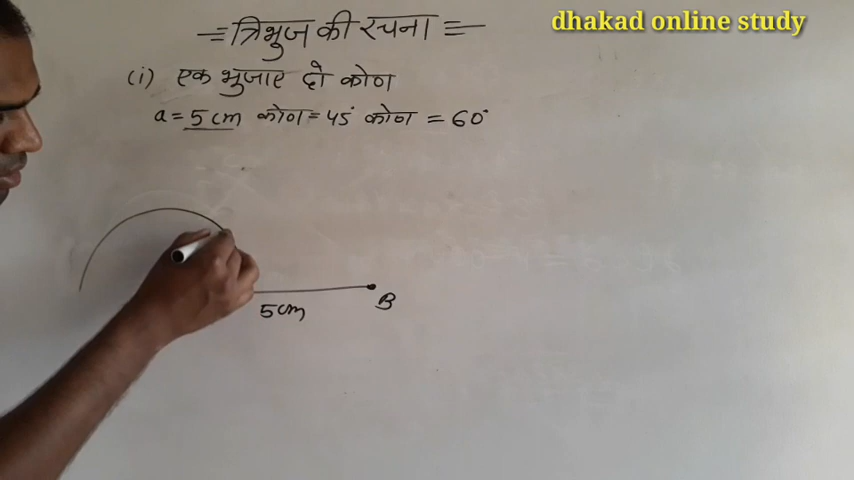 dhakad online study
त्रिभुज की रचना
(i) एक भुजार दो कोण
a = 5 cm कोण = 45° कोण = 60°
B
5cm